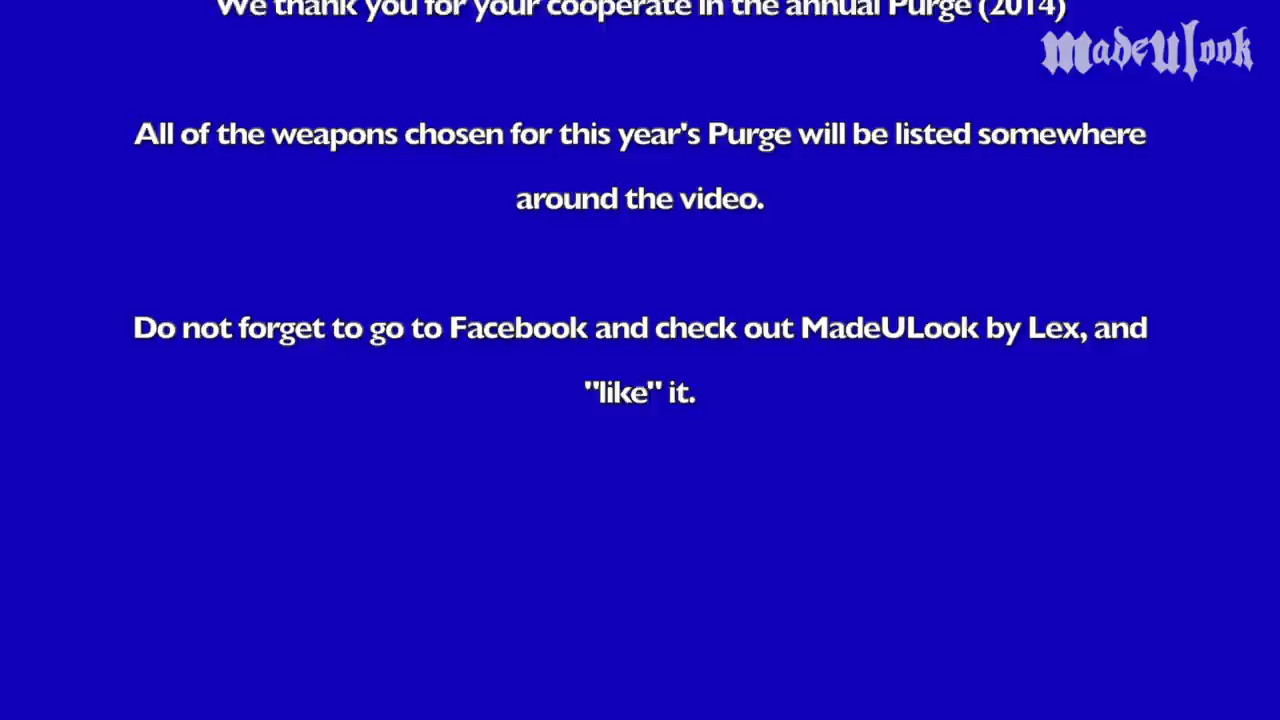 We thank you for your cooperate in the annual Purge (2014)
MadeULook
All of the weapons chosen for this year's Purge will be listed somewhere
around the video.
Do not forget to go to Facebook and check out MadeULook by Lex, and
"like" it.